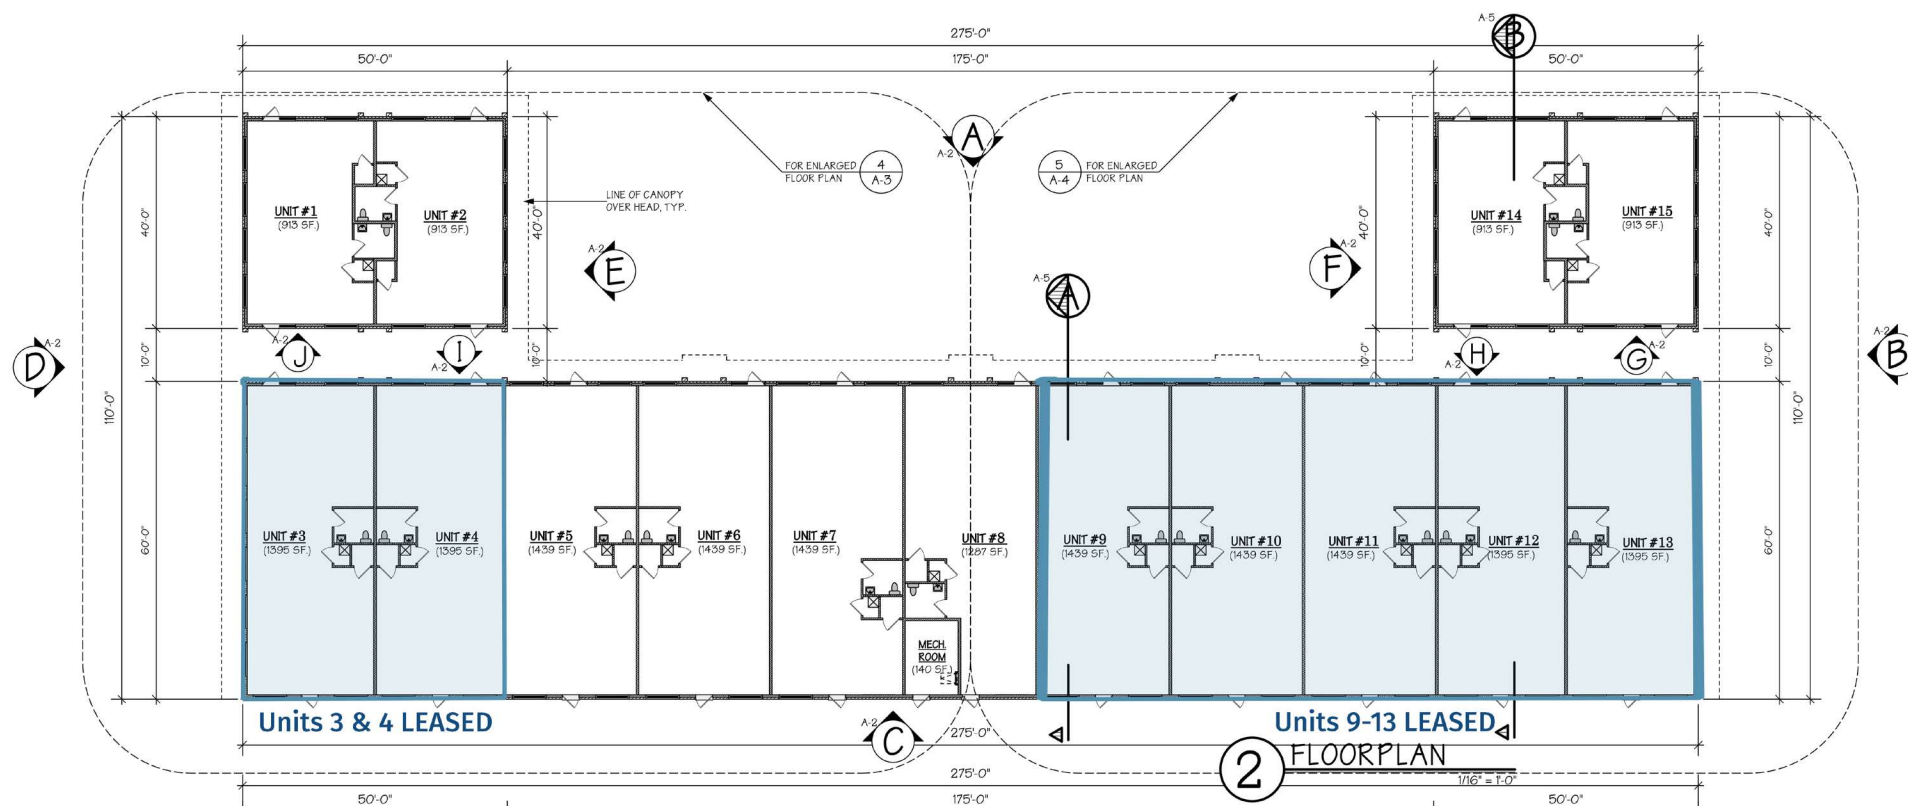 275'-0"
50'-0"
175'-0"
50'-0"
A-5
B
UNIT #1
(913 SF.)
UNIT #2
(913 SF.)
40'-0"
40'-0"
LINE OF CANOPY
OVER HEAD, TYP.
FOR ENLARGED
FLOOR PLAN
4
A-3
A-2
A
5
A-4
FOR ENLARGED
FLOOR PLAN
A-2
E
A-2
F
40'-0"
UNIT #14
(913 SF.)
UNIT #15
(913 SF.)
40'-0"
A-5
A
A-2
D
A-2
J
A-2
I
A-2
H
A-2
G
A-2
B
10'-0"
10'-0"
10'-0"
10'-0"
110'-0"
110'-0"
60'-0"
60'-0"
UNIT #3
(1395 SF.)
UNIT #4
(1395 SF.)
UNIT #5
(1439 SF.)
UNIT #6
(1439 SF.)
UNIT #7
(1439 SF.)
UNIT #8
(1287 SF.)
UNIT #9
(1439 SF.)
UNIT #10
(1439 SF.)
UNIT #11
(1439 SF.)
UNIT #12
(1395 SF.)
UNIT #13
(1395 SF.)
MECH.
ROOM
(140 SF.)
Units 3 & 4 LEASED
A-2
C
Units 9-13 LEASED
275'-0"
2
FLOORPLAN
1/16" = 1'-0"
275'-0"
50'-0"
175'-0"
50'-0"